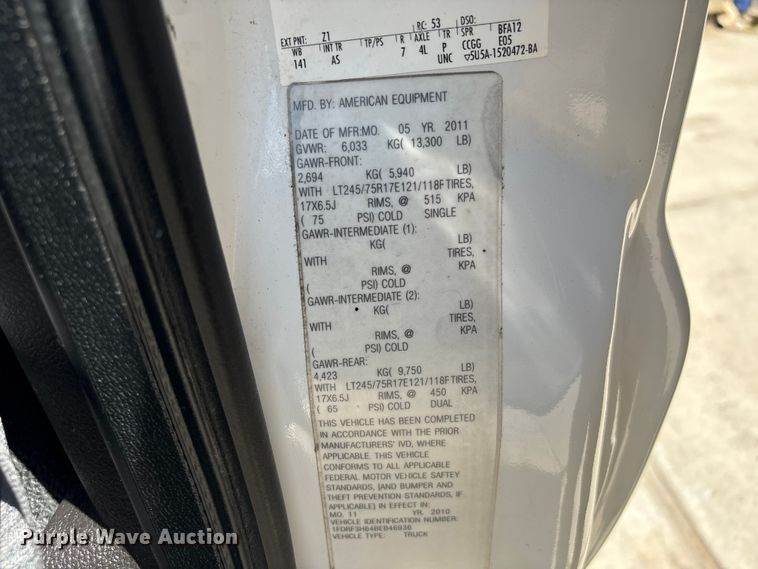 RC: 53 DSO:
EXT PNT: Z1
WB INT TR TP/PS R AXLE TR SPR BFA12
141 AS 7 4L P CCGG E05
UNC ▽5U5A-1520472-BA
MFD. BY: AMERICAN EQUIPMENT
DATE OF MFR:MO. 05 YR. 2011
GVWR: 6,033 KG( 13,300 LB)
GAWR-FRONT:
2,694 KG( 5,940 LB)
WITH LT245/75R17E121/118F TIRES,
17X6.5J RIMS, @ 515 KPA
( 75 PSI) COLD SINGLE
GAWR-INTERMEDIATE (1):
KG( LB)
WITH TIRES,
RIMS, @ KPA
( PSI) COLD
GAWR-INTERMEDIATE (2):
KG( LB)
WITH TIRES,
RIMS, @ KPA
( PSI) COLD
GAWR-REAR:
4,423 KG( 9,750 LB)
WITH LT245/75R17E121/118F TIRES,
17X6.5J RIMS, @ 450 KPA
( 65 PSI) COLD DUAL
THIS VEHICLE HAS BEEN COMPLETED
IN ACCORDANCE WITH THE PRIOR
MANUFACTURERS' IVD, WHERE
APPLICABLE. THIS VEHICLE
CONFORMS TO ALL APPLICABLE
FEDERAL MOTOR VEHICLE SAFTEY
STANDARDS, (AND BUMPER AND
THEFT PREVENTION STANDARDS, IF
APPLICABLE) IN EFFECT IN
MO. 11 YR. 2010
VEHICLE IDENTIFICATION NUMBER:
VEHICLE TYPE: TRUCK
Purple Wave Auction